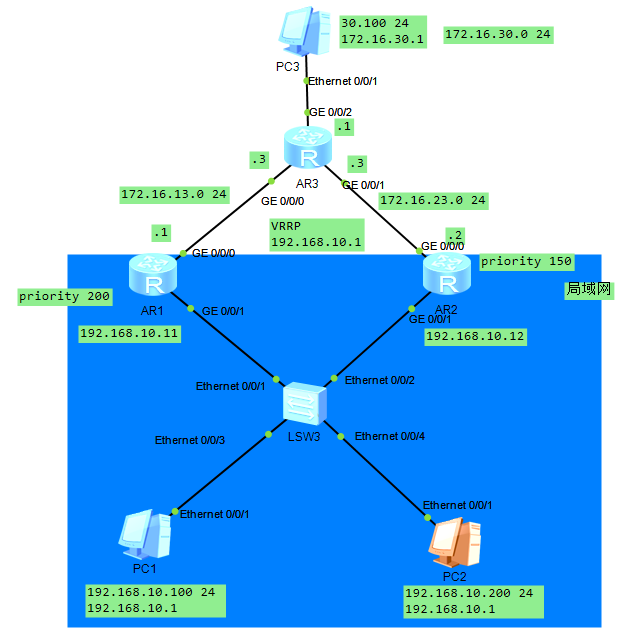 30.100 24
172.16.30.1
172.16.30.0 24
PC3
Ethernet 0/0/1
GE 0/0/2
.1
R
.3
.3
AR3
GE 0/0/1
172.16.13.0 24
GE 0/0/0
172.16.23.0 24
.1
VRRP
192.168.10.1
.2
GE 0/0/0
GE 0/0/0
priority 150
R
R
priority 200
局域网
AR1
GE 0/0/1
AR2
GE 0/0/1
192.168.10.11
192.168.10.12
Ethernet 0/0/1
Ethernet 0/0/2
LSW3
Ethernet 0/0/3
Ethernet 0/0/4
Ethernet 0/0/1
Ethernet 0/0/1
PC1
PC2
192.168.10.100 24
192.168.10.1
192.168.10.200 24
192.168.10.1